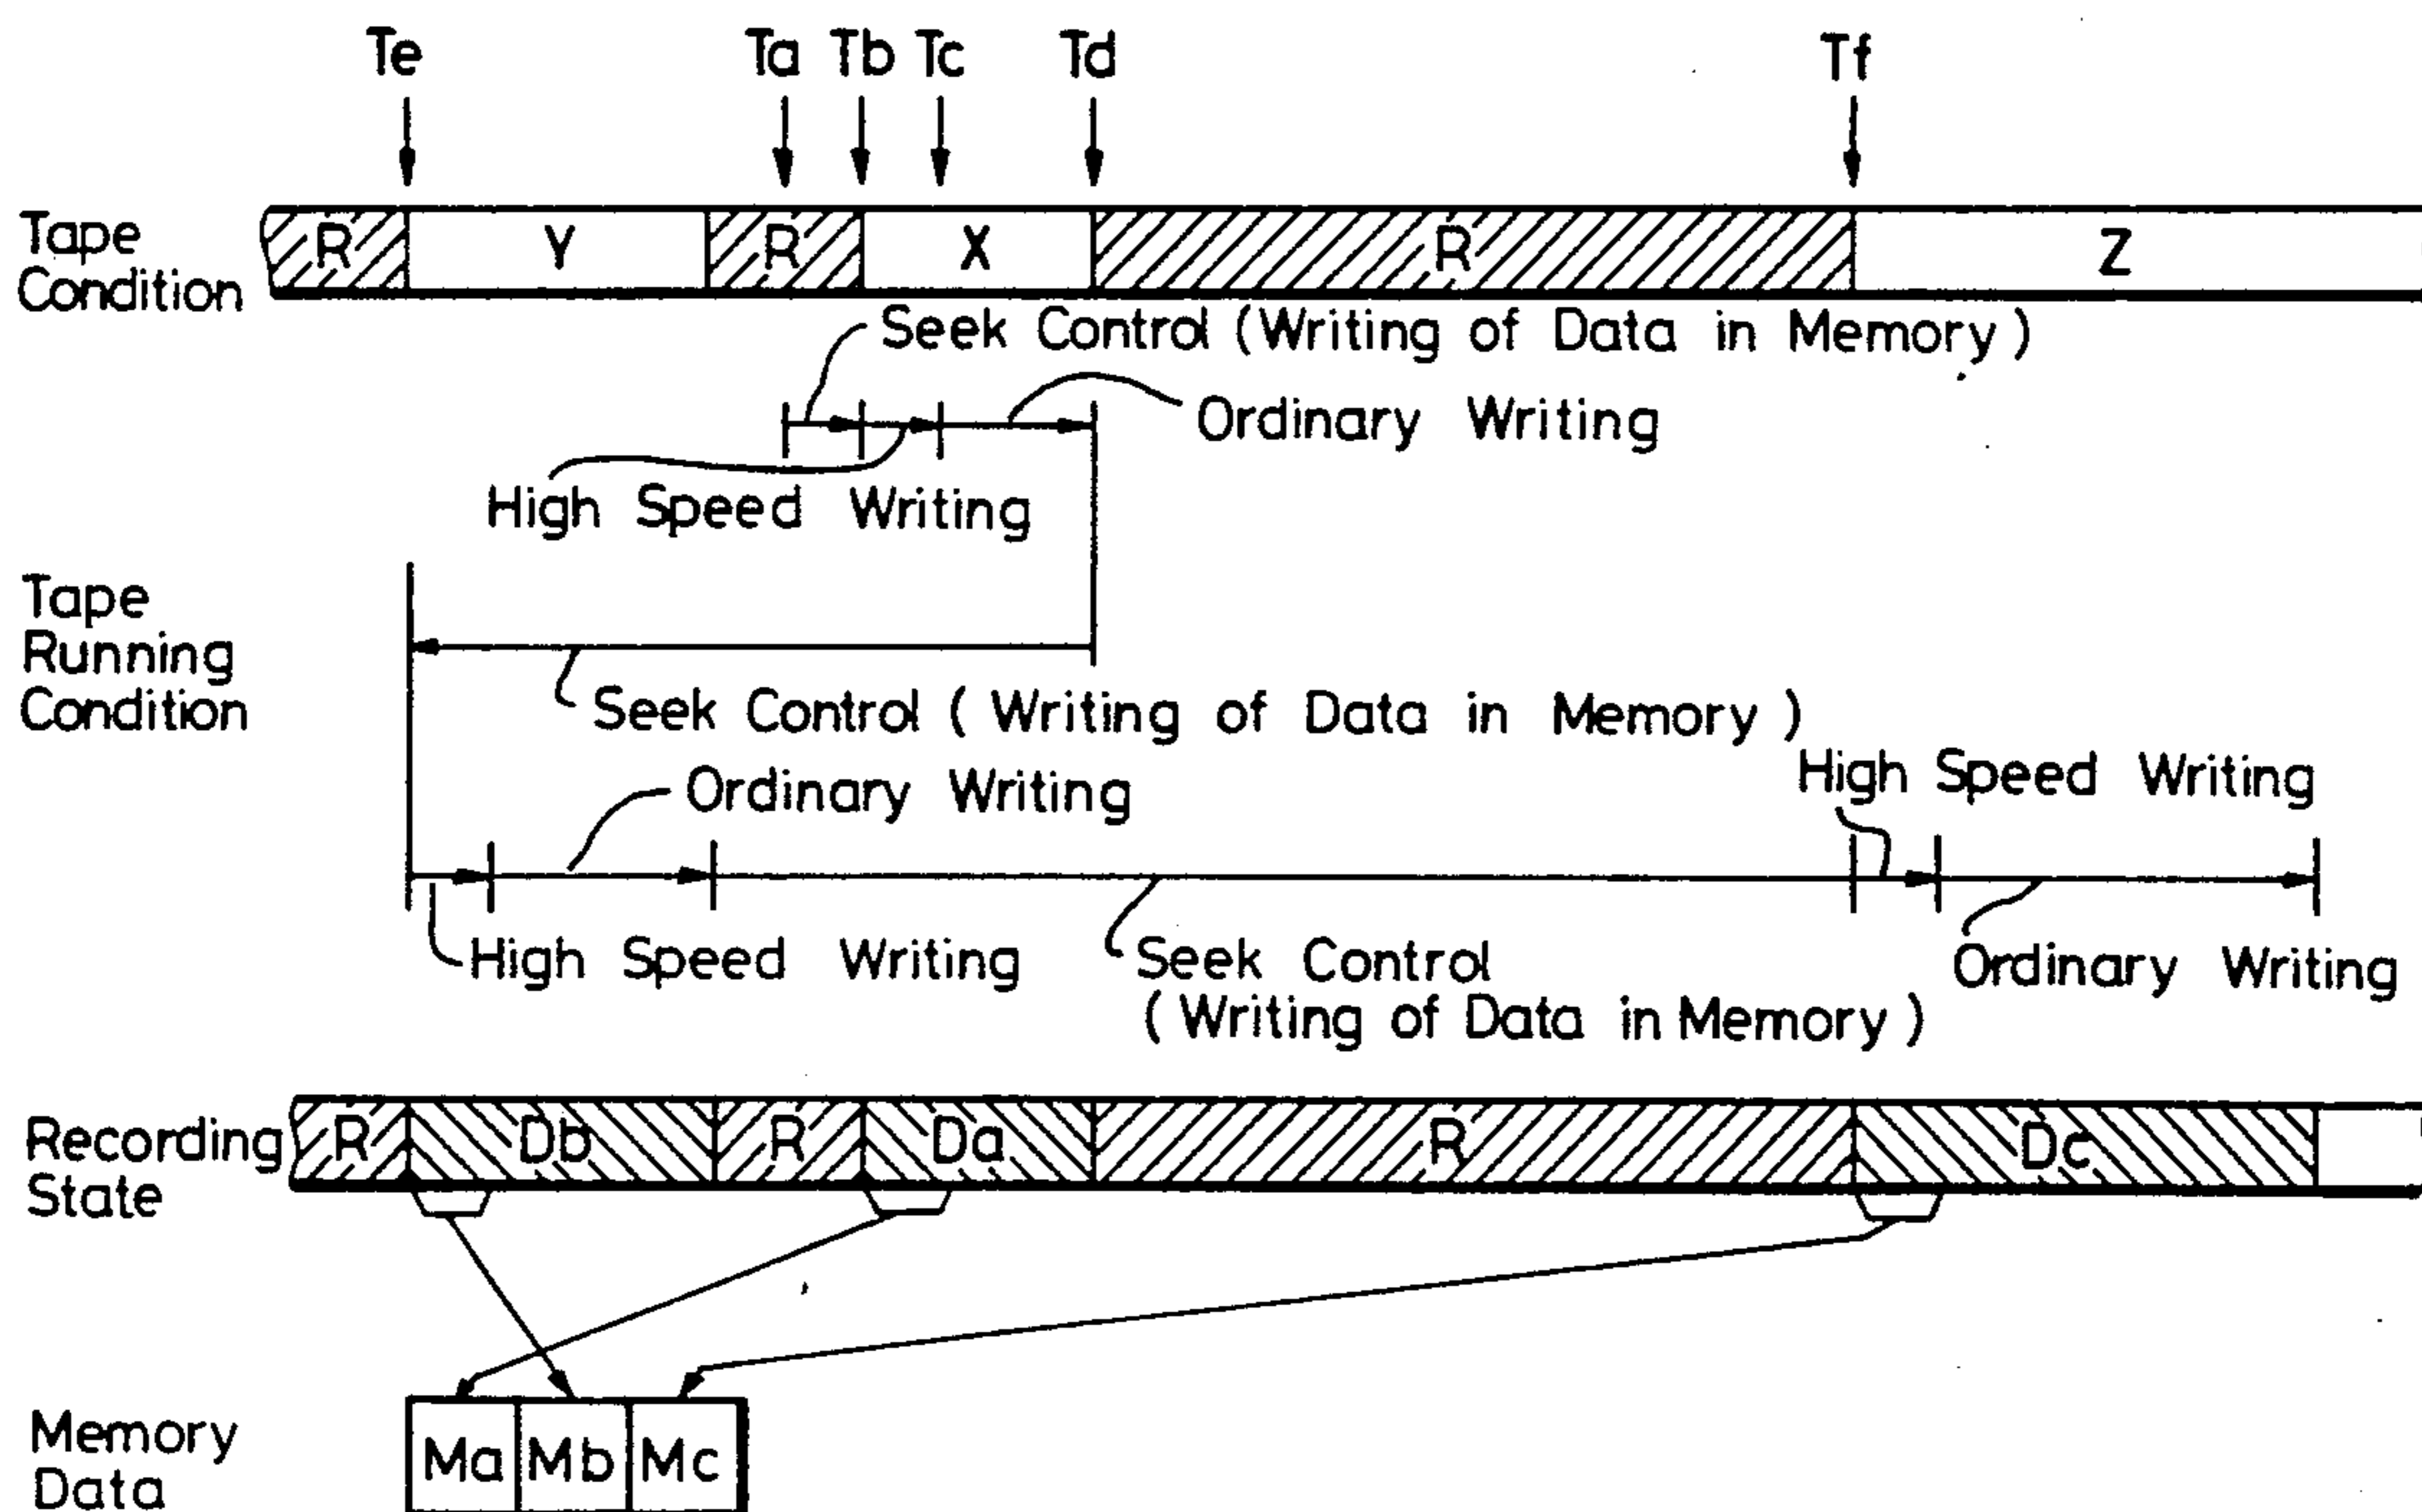 Te Ta Tb Tc Td Tf
Tape
Condition
R Y R X R Z
Seek Control (Writing of Data in Memory)
Ordinary Writing
High Speed Writing
Tape
Running
Condition
Seek Control (Writing of Data in Memory)
High Speed Writing
Ordinary Writing
High Speed Writing
Seek Control
(Writing of Data in Memory)
Ordinary Writing
Recording
State
R Db R Da R Dc
Memory
Data
Ma Mb Mc